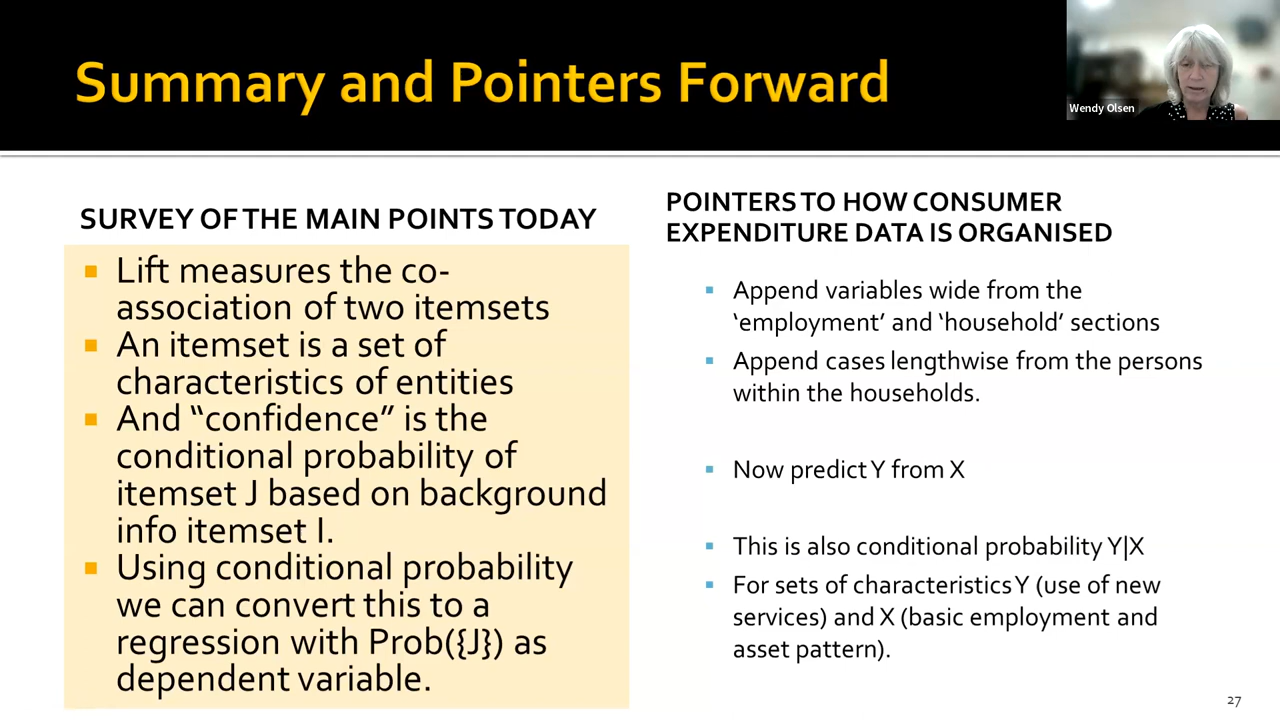 Summary and Pointers Forward
Wendy Olsen
SURVEY OF THE MAIN POINTS TODAY
Lift measures the co-
association of two itemsets
An itemset is a set of
characteristics of entities
And “confidence” is the
conditional probability of
itemset J based on background
info itemset I.
Using conditional probability
we can convert this to a
regression with Prob({J}) as
dependent variable.
POINTERS TO HOW CONSUMER
EXPENDITURE DATA IS ORGANISED
Append variables wide from the
‘employment’ and ‘household’ sections
Append cases lengthwise from the persons
within the households.
Now predict Y from X
This is also conditional probability Y|X
For sets of characteristics Y (use of new
services) and X (basic employment and
asset pattern).
27